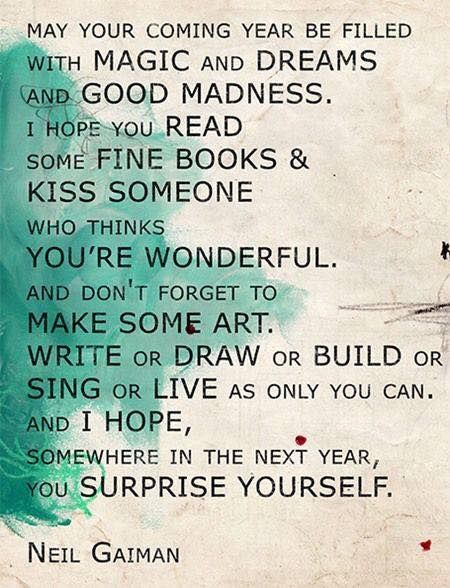 MAY YOUR COMING YEAR BE FILLED
WITH MAGIC AND DREAMS
AND GOOD MADNESS.
I HOPE YOU READ
SOME FINE BOOKS &
KISS SOMEONE
WHO THINKS
YOU'RE WONDERFUL.
AND DON'T FORGET TO
MAKE SOME ART.
WRITE OR DRAW OR BUILD OR
SING OR LIVE AS ONLY YOU CAN.
AND I HOPE,
SOMEWHERE IN THE NEXT YEAR,
YOU SURPRISE YOURSELF.
NEIL GAIMAN